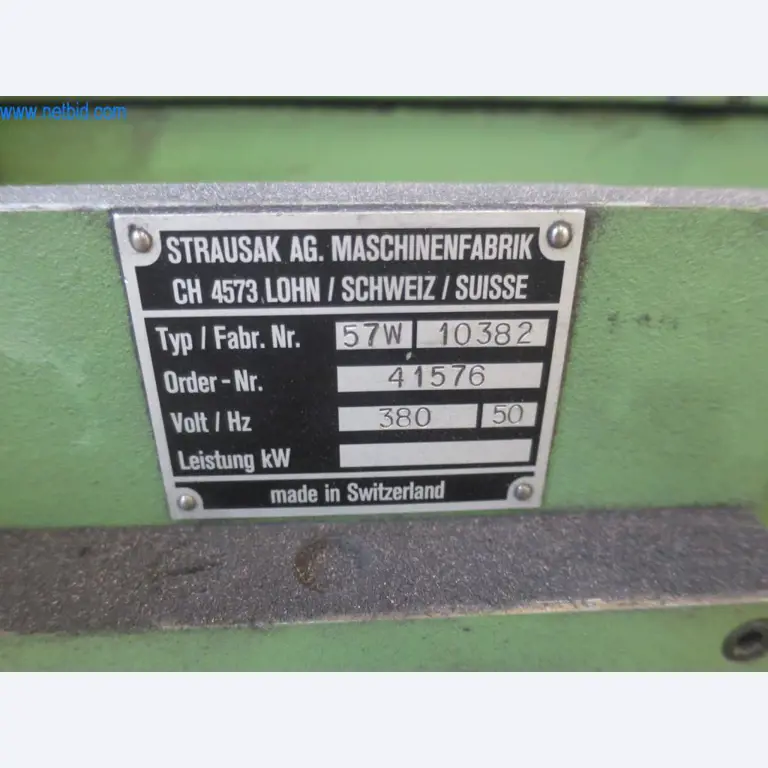 www.netbid.com
STRAUSAK AG. MASCHINENFABRIK
CH 4573 LOHN / SCHWEIZ / SUISSE
Typ / Fabr. Nr. 57W 10382
Order-Nr. 41576
Volt / Hz 380 50
Leistung kW
made in Switzerland